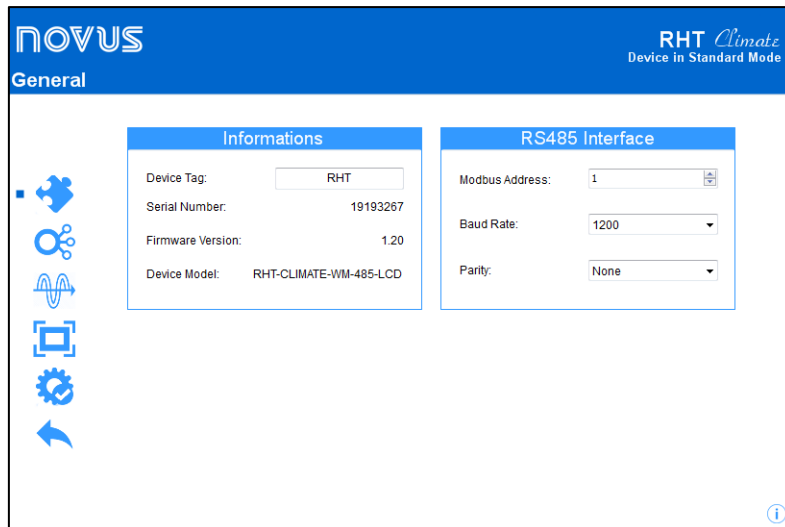 NOVUS
RHT Climate
Device in Standard Mode
General
Informations
Device Tag: RHT
Serial Number: 19193267
Firmware Version: 1.20
Device Model: RHT-CLIMATE-WM-485-LCD
RS485 Interface
Modbus Address: 1
Baud Rate: 1200
Parity: None
i